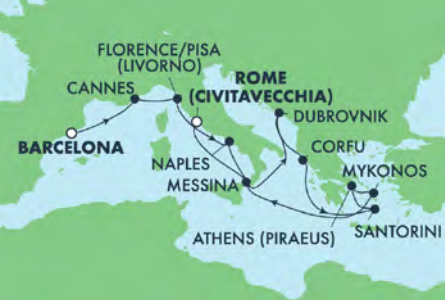 FLORENCE/PISA
(LIVORNO)
ROME
(CIVITAVECCHIA)
CANNES
DUBROVNIK
BARCELONA
CORFU
NAPLES
MYKONOS
MESSINA
ATHENS (PIRAEUS)
SANTORINI